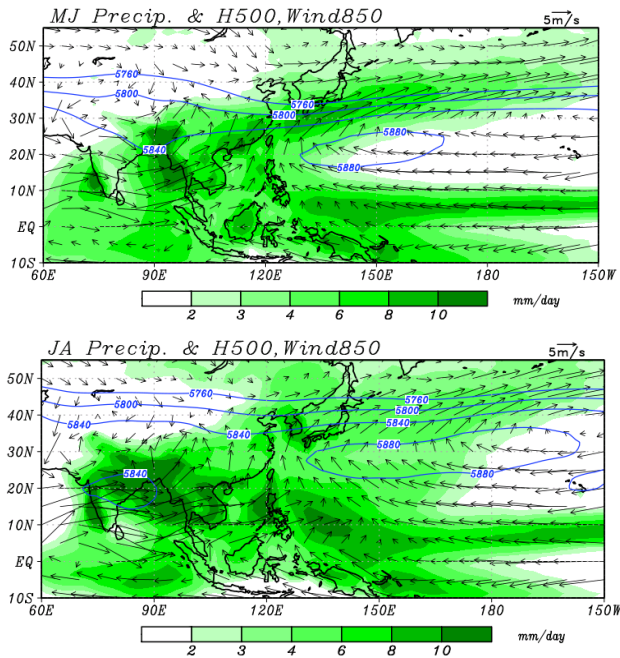 MJ Precip. & H500,Wind850
5m/s
50N
40N
30N
20N
10N
EQ
10S
5760
5800
5760
5800
5840
5880
5880
60E 90E 120E 150E 180 150W
2 3 4 6 8 10 mm/day
JA Precip. & H500,Wind850
5m/s
50N
40N
30N
20N
10N
EQ
10S
5760
5760
5800
5800
5840
5840
5840
5880
5840
5880
60E 90E 120E 150E 180 150W
2 3 4 6 8 10 mm/day